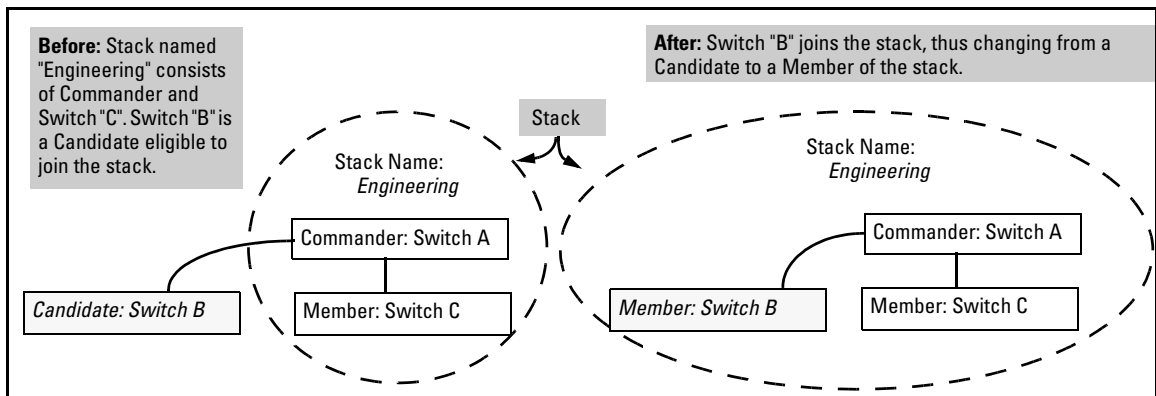 Before: Stack named
"Engineering" consists
of Commander and
Switch "C". Switch "B" is
a Candidate eligible to
join the stack.
After: Switch "B" joins the stack, thus changing from a
Candidate to a Member of the stack.
Stack
Stack Name:
Engineering
Commander: Switch A
Candidate: Switch B
Member: Switch C
Stack Name:
Engineering
Commander: Switch A
Member: Switch B
Member: Switch C